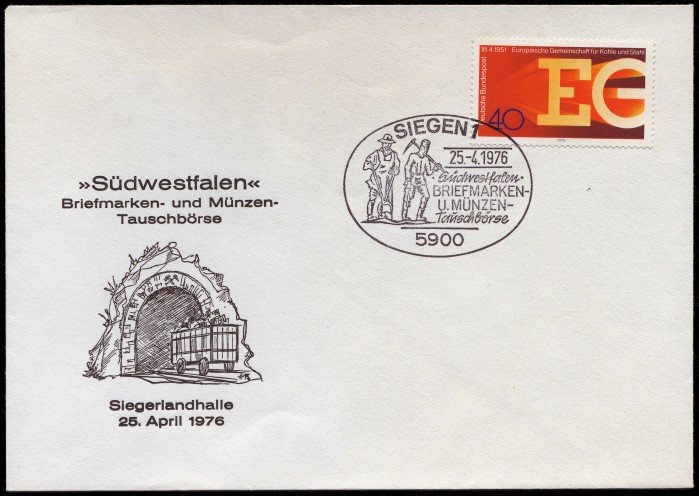 »Südwestfalen«
Briefmarken- und Münzen-
Tauschbörse
Siegerlandhalle
25. April 1976
SIEGEN 1
25.-4.1976
Südwestfalen-
BRIEFMARKEN-
U. MÜNZEN-
Tauschbörse
5900
18.4.1951 Europäische Gemeinschaft für Kohle und Stahl
Deutsche Bundespost
40
EG